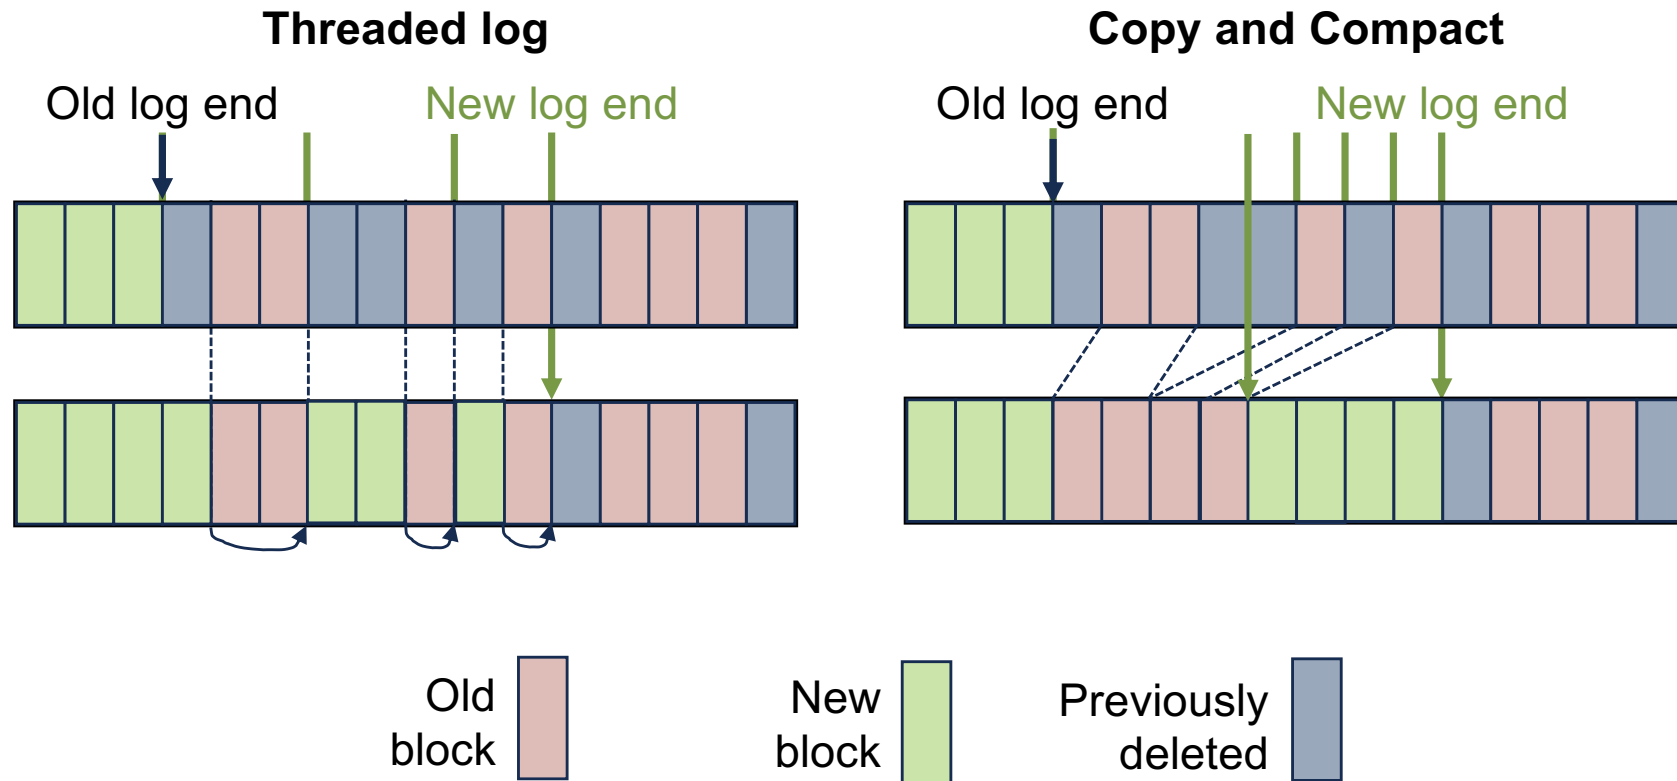 Threaded log
Copy and Compact
Old log end
New log end
Old log end
New log end
Old
block
New
block
Previously
deleted